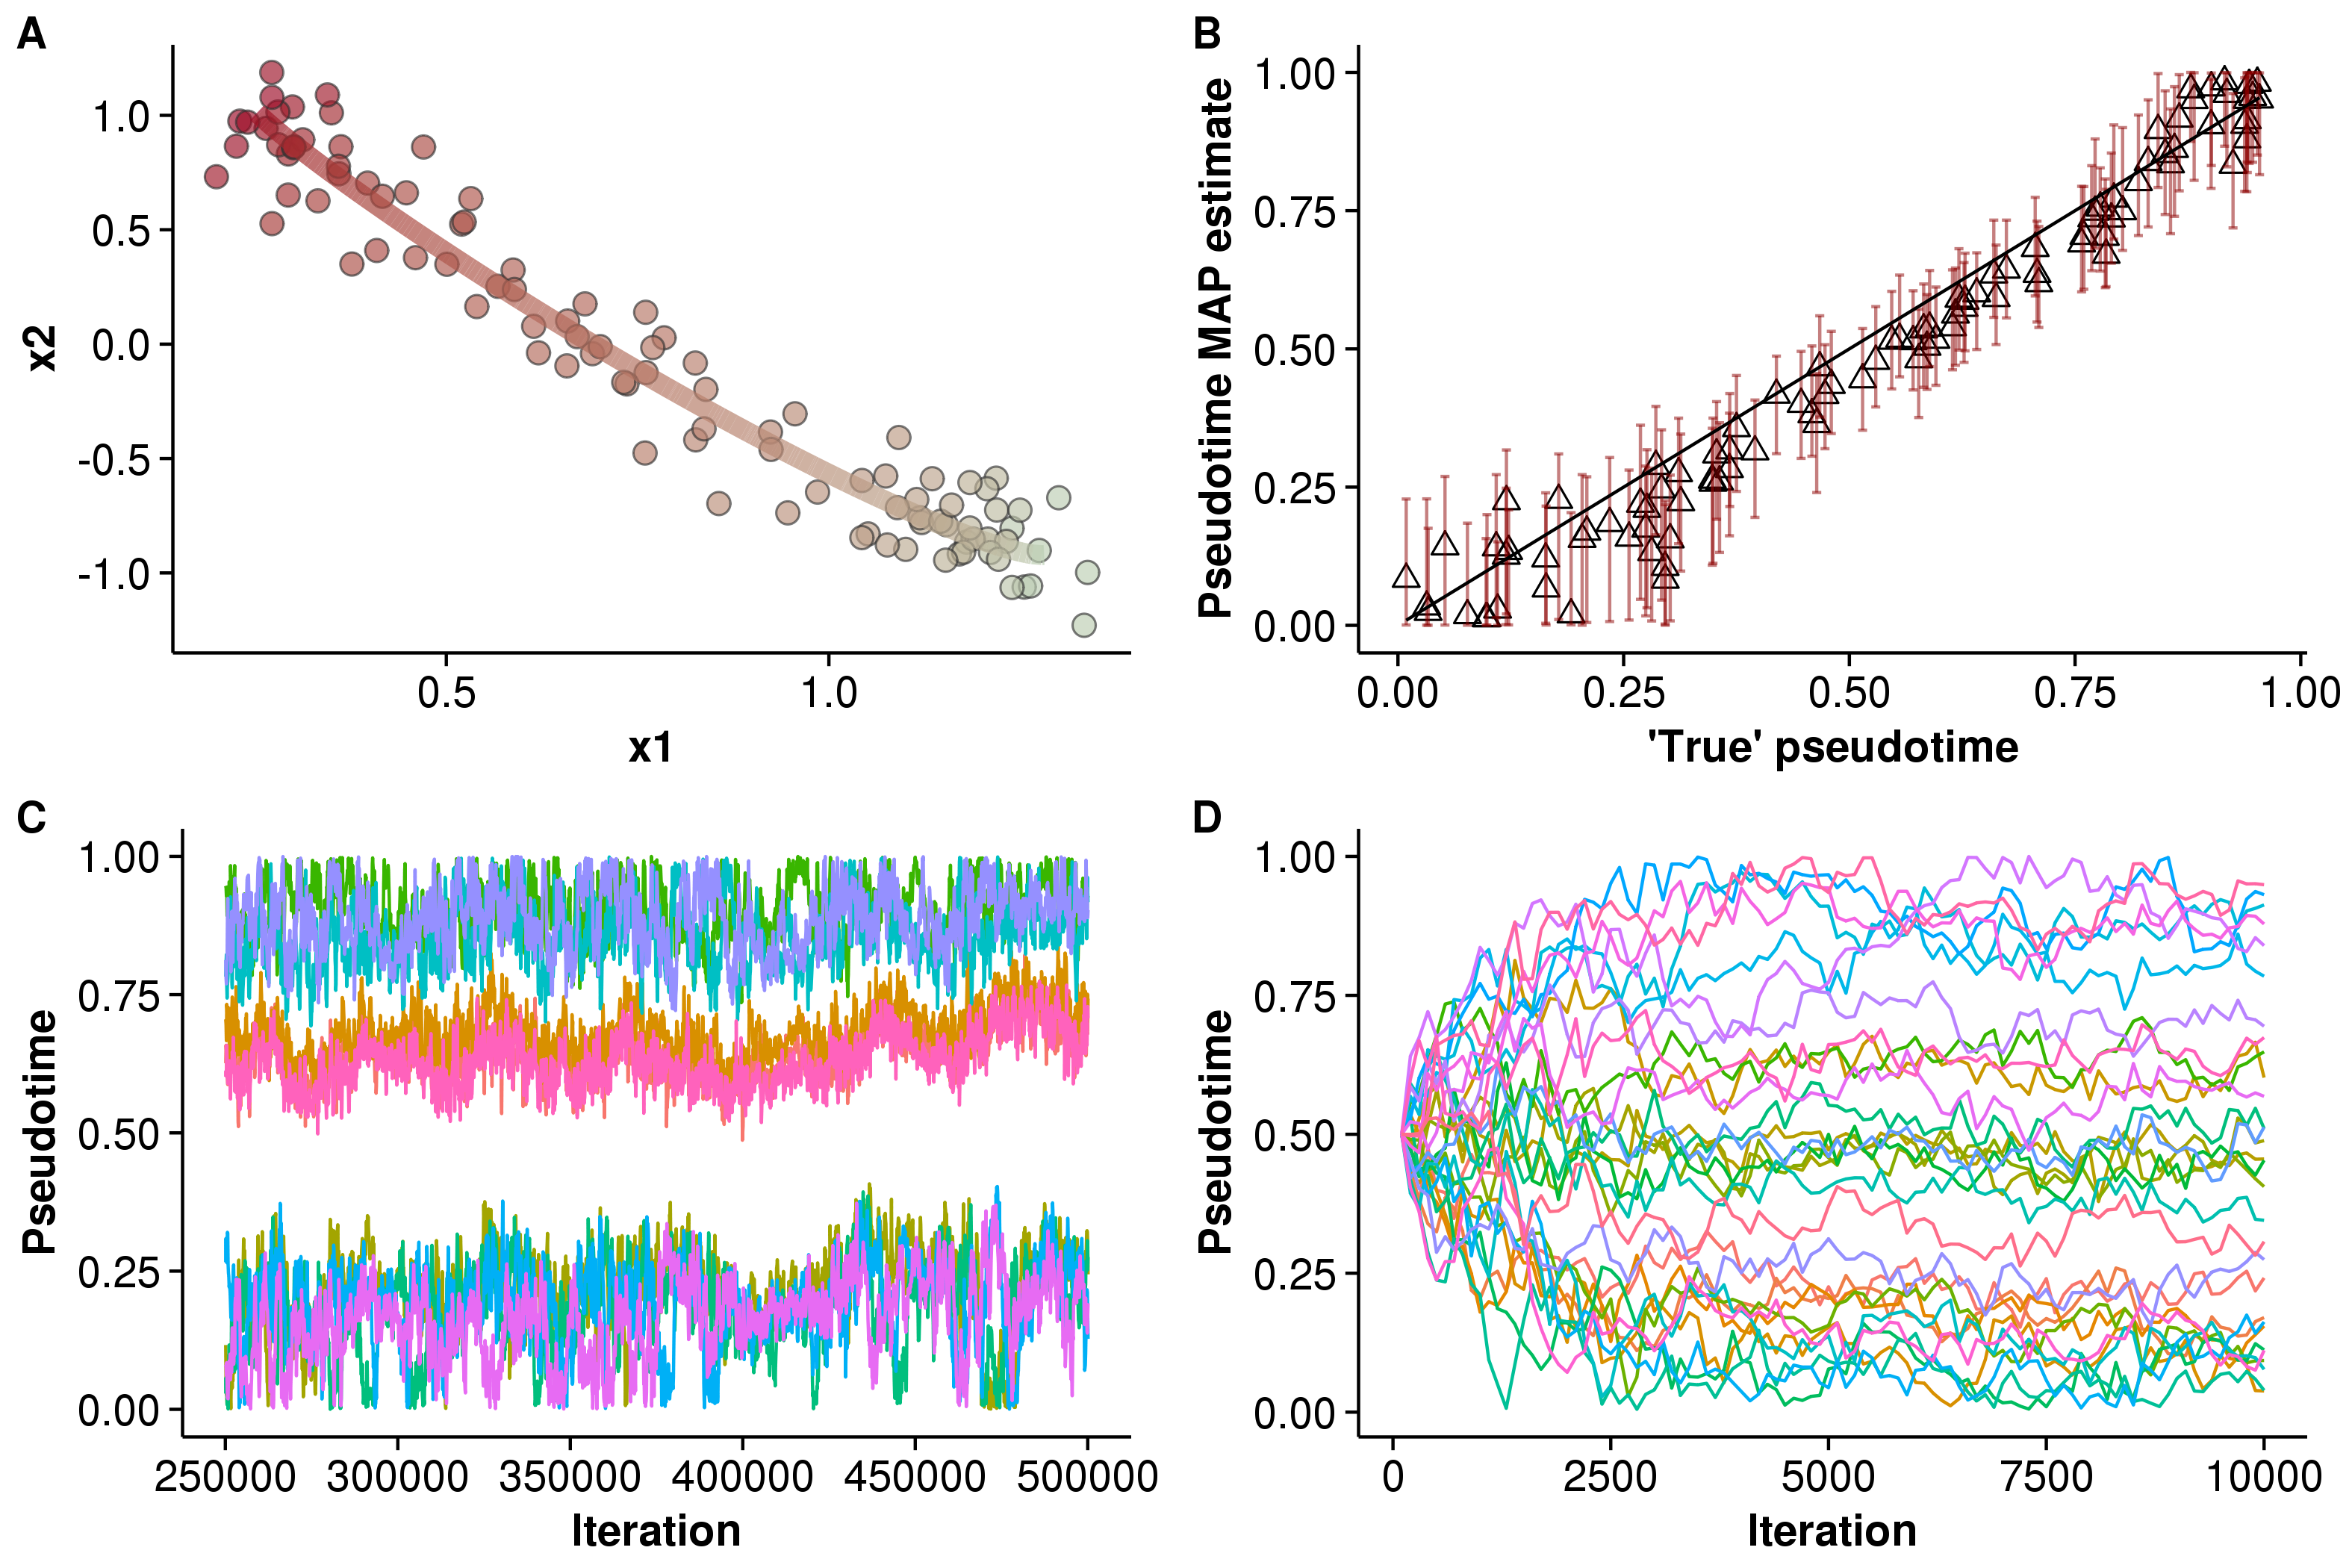 A
x2
1.0
0.5
0.0
-0.5
-1.0
0.5 1.0
x1
B
Pseudotime MAP estimate
1.00
0.75
0.50
0.25
0.00
0.00 0.25 0.50 0.75 1.00
'True' pseudotime
C
Pseudotime
1.00
0.75
0.50
0.25
0.00
250000 300000 350000 400000 450000 500000
Iteration
D
Pseudotime
1.00
0.75
0.50
0.25
0.00
0 2500 5000 7500 10000
Iteration